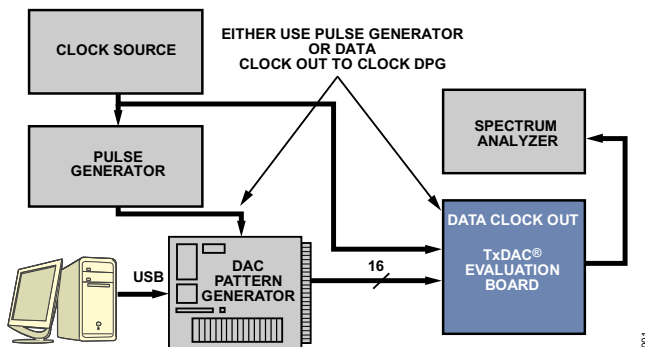 CLOCK SOURCE
EITHER USE PULSE GENERATOR
OR DATA
CLOCK OUT TO CLOCK DPG
PULSE
GENERATOR
SPECTRUM
ANALYZER
USB
DAC
PATTERN
GENERATOR
16
DATA CLOCK OUT
TxDAC®
EVALUATION
BOARD